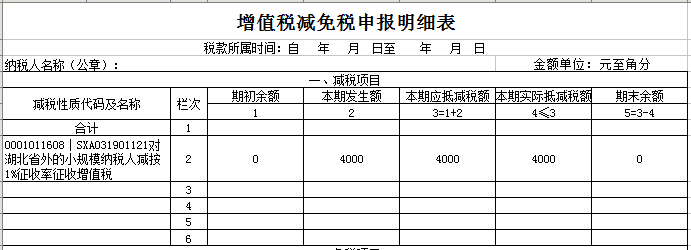 增值税减免税申报明细表
税款所属时间：自 年 月 日至 年 月 日
纳税人名称（公章）： 金额单位：元至角分
一、减税项目
减税性质代码及名称 栏次 期初余额 本期发生额 本期应抵减税额 本期实际抵减税额 期末余额
1 2 3=1+2 4≤3 5=3-4
合计 1
0001011608|SXA031901121对
湖北省外的小规模纳税人减按
1%征收率征收增值税
2 0 4000 4000 4000 0
3
4
5
6